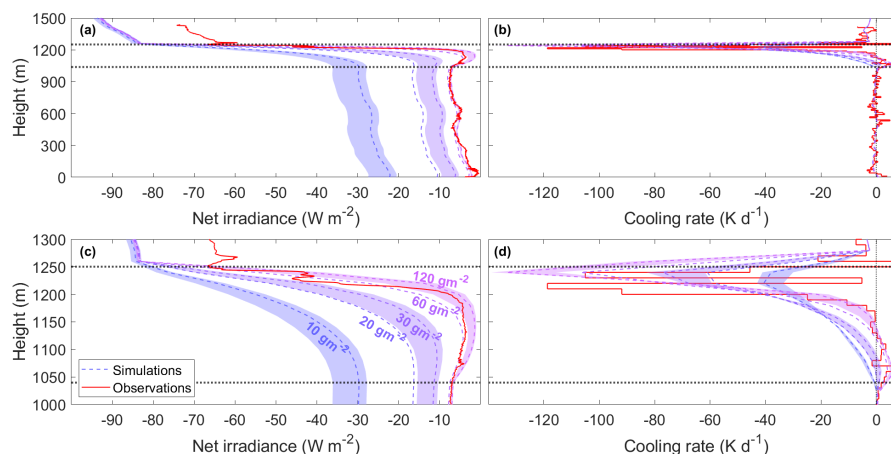 (a)
1500
1200
900
600
300
0
Height (m)
-90 -80 -70 -60 -50 -40 -30 -20 -10
Net irradiance (W m-2)
(b)
-120 -100 -80 -60 -40 -20 0
Cooling rate (K d-1)
(c)
1300
1250
1200
1150
1100
1050
1000
Height (m)
120 gm-2
60 gm-2
30 gm-2
20 gm-2
10 gm-2
Simulations
Observations
-90 -80 -70 -60 -50 -40 -30 -20 -10
Net irradiance (W m-2)
(d)
-120 -100 -80 -60 -40 -20 0
Cooling rate (K d-1)